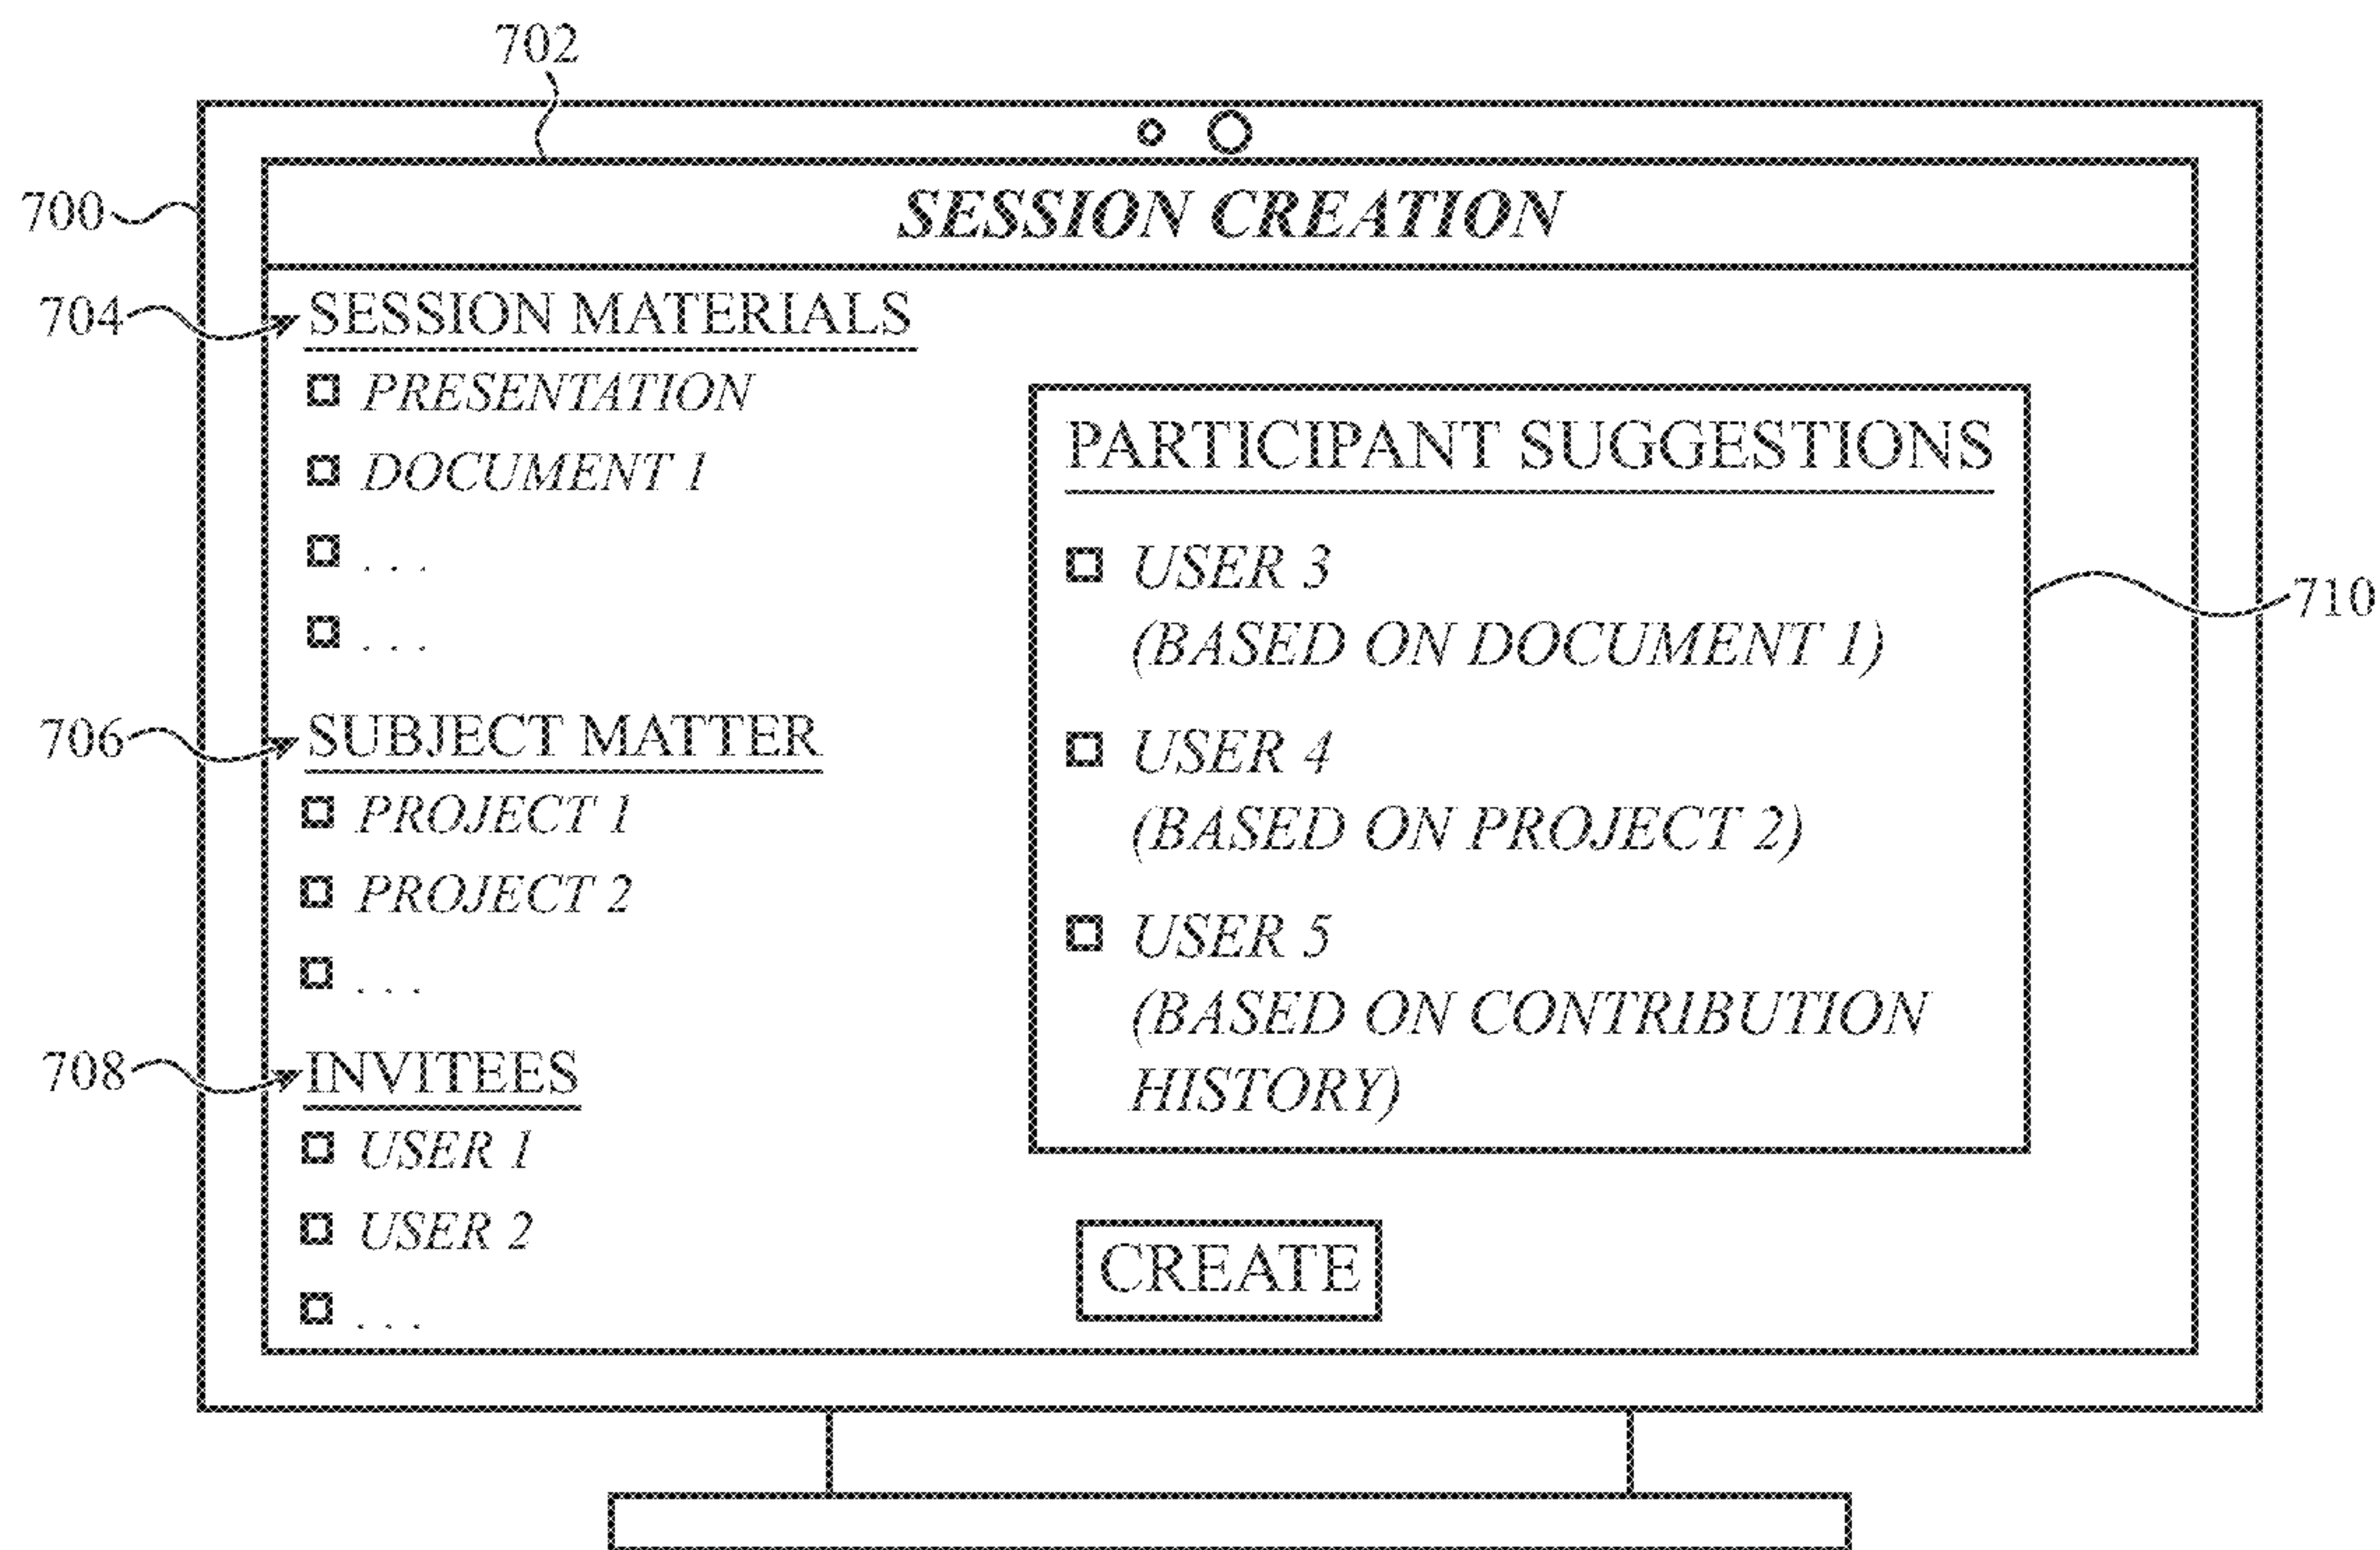 702
700
SESSION CREATION
704
SESSION MATERIALS
PRESENTATION
DOCUMENT 1
. . .
. . .
706
SUBJECT MATTER
PROJECT 1
PROJECT 2
. . .
708
INVITEES
USER 1
USER 2
. . .
PARTICIPANT SUGGESTIONS
USER 3
(BASED ON DOCUMENT 1)
USER 4
(BASED ON PROJECT 2)
USER 5
(BASED ON CONTRIBUTION
HISTORY)
710
CREATE